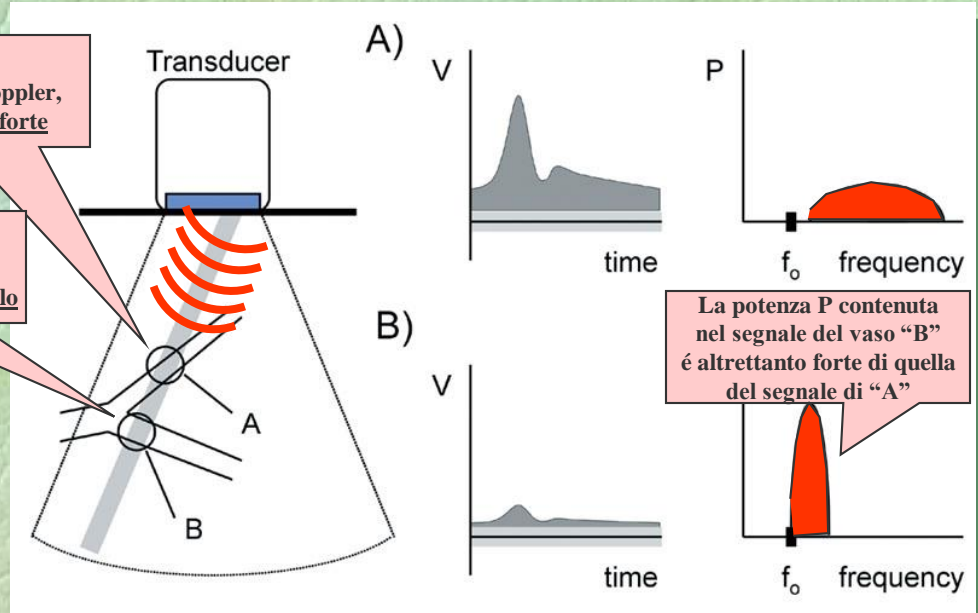 A)
Transducer
oppler,
forte
V
P
time
fo
frequency
lo
B)
A
B
V
La potenza P contenuta
nel segnale del vaso “B”
é altrettanto forte di quella
del segnale di “A”
time
fo
frequency